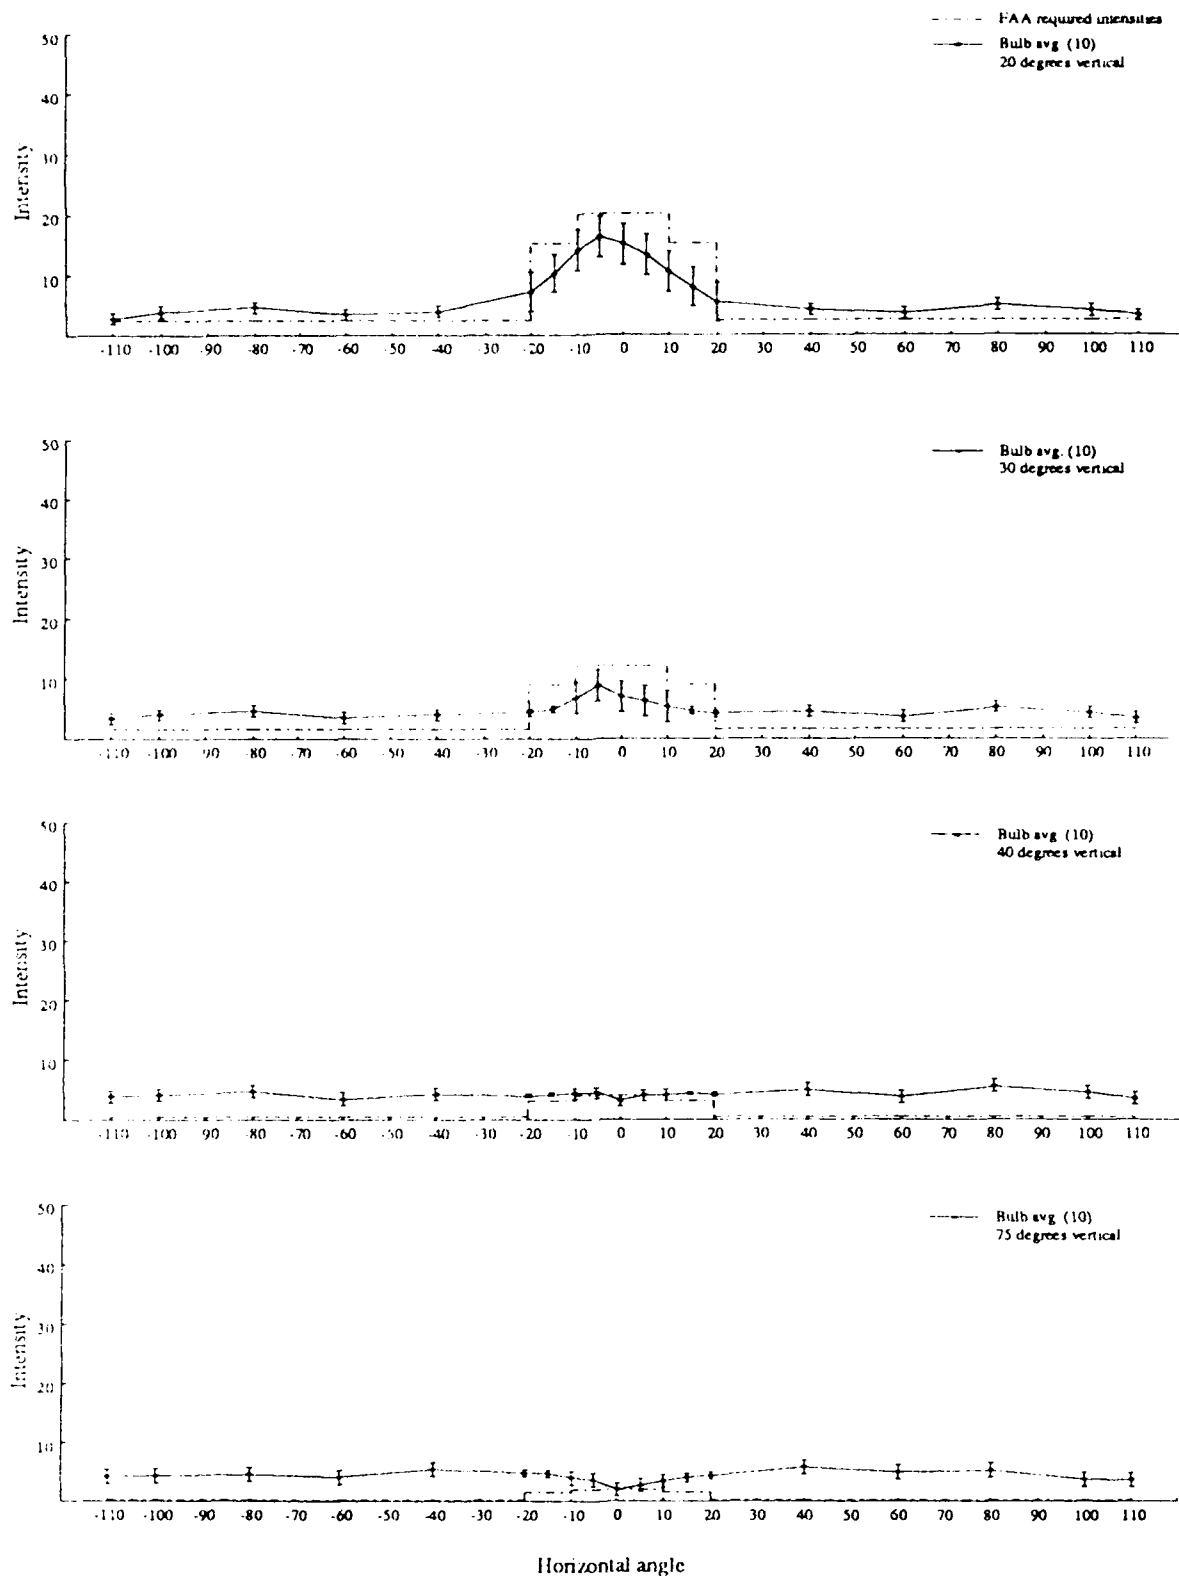 FAA required intensities
Bulb avg. (10)
20 degrees vertical
50
40
30
20
10
Intensity
-110 -100 -90 -80 -70 -60 -50 -40 -30 -20 -10 0 10 20 30 40 50 60 70 80 90 100 110
Bulb avg. (10)
30 degrees vertical
50
40
30
20
10
Intensity
-110 -100 -90 -80 -70 -60 -50 -40 -30 -20 -10 0 10 20 30 40 50 60 70 80 90 100 110
Bulb avg. (10)
40 degrees vertical
50
40
30
20
10
Intensity
-110 -100 -90 -80 -70 -60 -50 -40 -30 -20 -10 0 10 20 30 40 50 60 70 80 90 100 110
Bulb avg (10)
75 degrees vertical
50
40
30
20
10
Intensity
-110 -100 -90 -80 -70 -60 -50 -40 -30 -20 -10 0 10 20 30 40 50 60 70 80 90 100 110
Horizontal angle